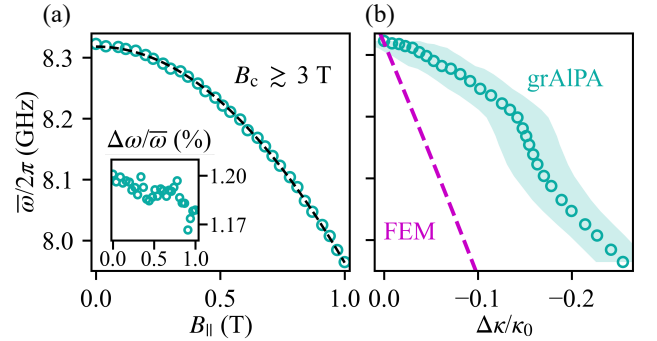 (a)
(b)
ω̅/2π (GHz)
8.3
8.2
8.1
8.0
B_c ≳ 3 T
Δω/ω̅ (%)
1.20
1.17
0.0 0.5 1.0
0.0 0.5 1.0
B_∥ (T)
grAlPA
FEM
0.0 −0.1 −0.2
Δκ/κ₀